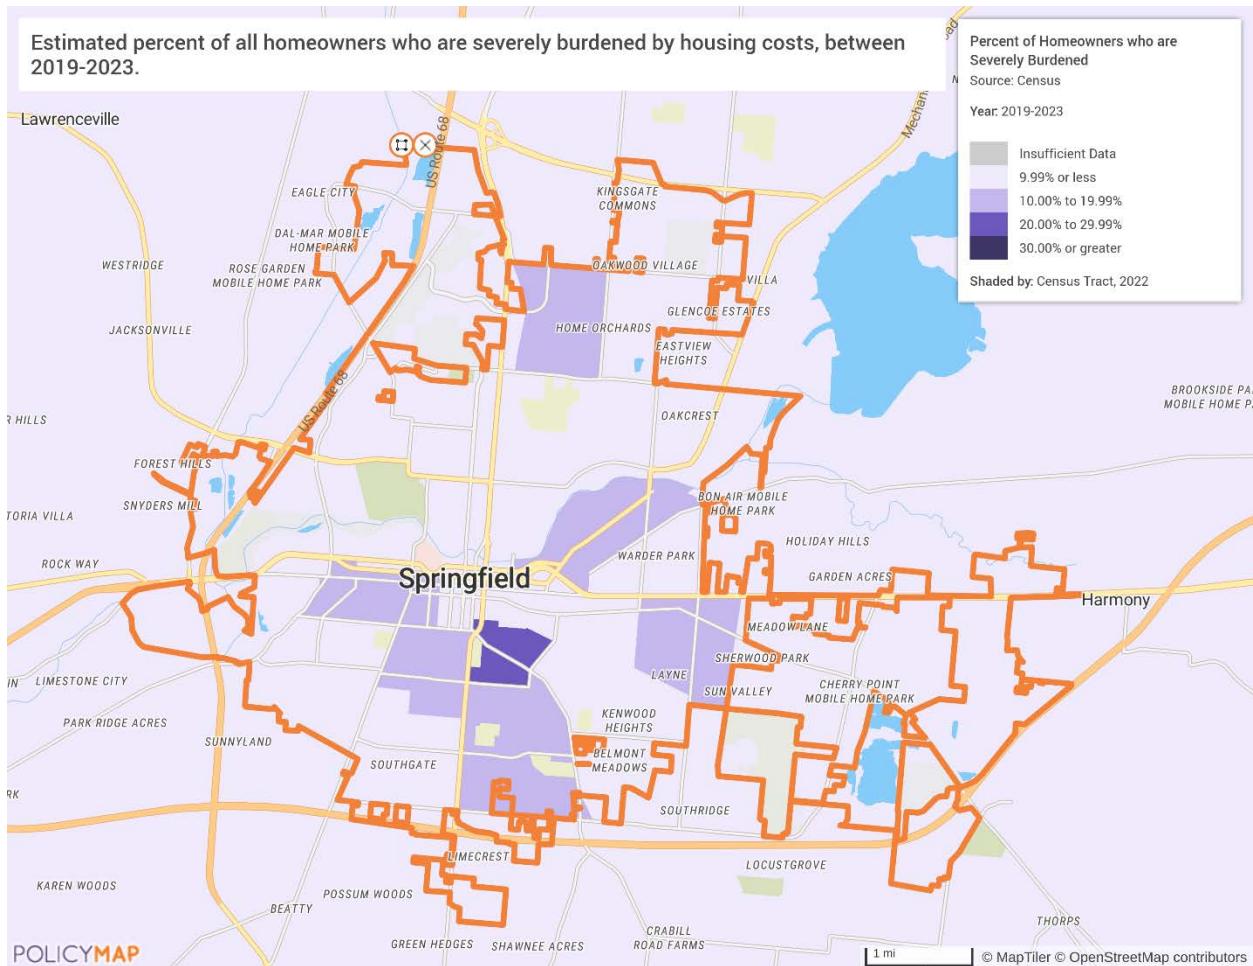 Estimated percent of all homeowners who are severely burdened by housing costs, between
2019-2023.
Percent of Homeowners who are
Severely Burdened
Source: Census
Year: 2019-2023
Insufficient Data
9.99% or less
10.00% to 19.99%
20.00% to 29.99%
30.00% or greater
Shaded by: Census Tract, 2022
Lawrenceville
US Route 68
Mechan
EAGLE CITY
KINGSGATE
COMMONS
DAL-MAR MOBILE
HOME PARK
WESTRIDGE
ROSE GARDEN
MOBILE HOME PARK
OAKWOOD VILLAGE
VILLA
GLENCOE ESTATES
JACKSONVILLE
HOME ORCHARDS
EASTVIEW
HEIGHTS
US Route 68
BROOKSIDE PA
MOBILE HOME P
R HILLS
OAKCREST
FOREST HILLS
SNYDERS MILL
BON AIR MOBILE
HOME PARK
TORIA VILLA
HOLIDAY HILLS
WARDER PARK
ROCK WAY
Springfield
GARDEN ACRES
Harmony
MEADOW LANE
SHERWOOD PARK
LAYNE
IN
LIMESTONE CITY
SUN VALLEY
CHERRY POINT
MOBILE HOME PARK
PARK RIDGE ACRES
KENWOOD
HEIGHTS
SUNNYLAND
SOUTHGATE
BELMONT
MEADOWS
RK
SOUTHRIDGE
LIMECREST
LOCUSTGROVE
KAREN WOODS
POSSUM WOODS
BEATTY
THORPS
CRABILL
ROAD FARMS
GREEN HEDGES
SHAWNEE ACRES
POLICYMAP
1 mi
© MapTiler © OpenStreetMap contributors